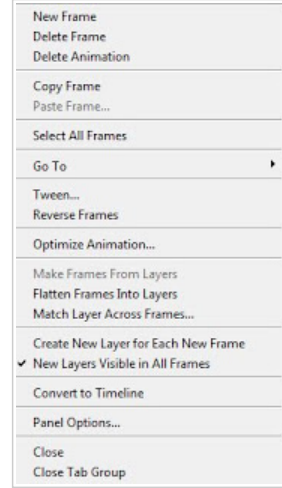 New Frame
Delete Frame
Delete Animation
Copy Frame
Paste Frame...
Select All Frames
Go To
Tween...
Reverse Frames
Optimize Animation...
Make Frames From Layers
Flatten Frames Into Layers
Match Layer Across Frames...
Create New Layer for Each New Frame
New Layers Visible in All Frames
Convert to Timeline
Panel Options...
Close
Close Tab Group